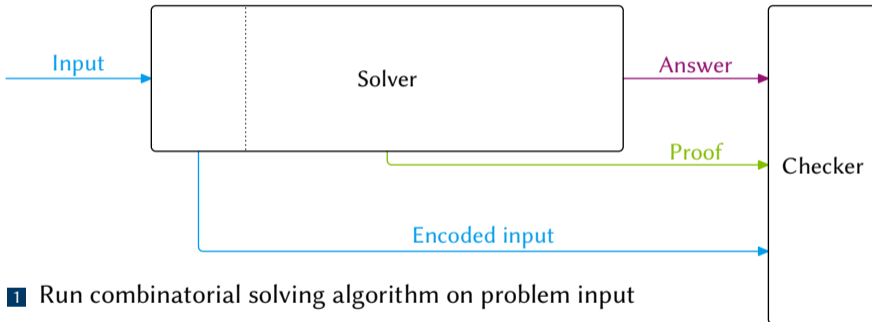 Input
Solver
Answer
Proof
Checker
Encoded input
1 Run combinatorial solving algorithm on problem input